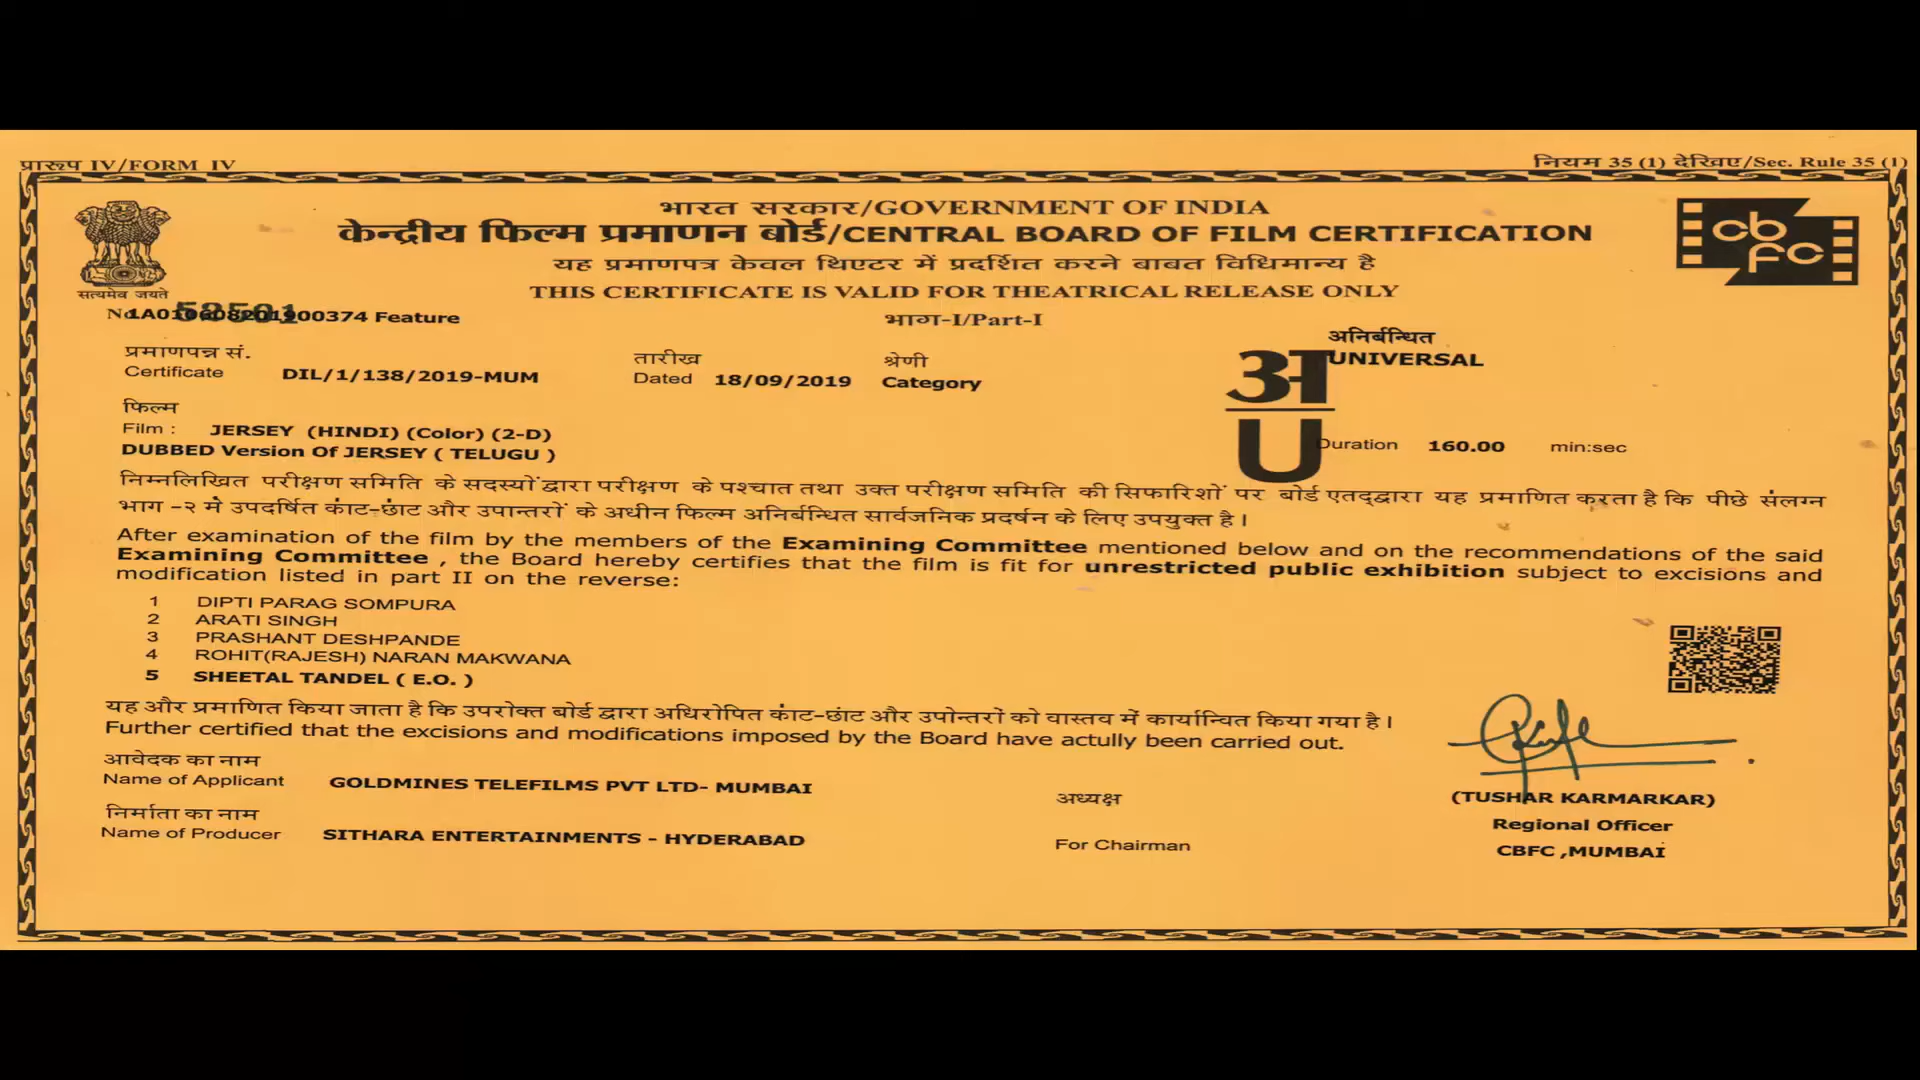 प्रारूप IV/FORM IV
नियम 35 (1) देखिए/Sec. Rule 35 (1)
भारत सरकार/GOVERNMENT OF INDIA
केन्द्रीय फिल्म प्रमाणन बोर्ड/CENTRAL BOARD OF FILM CERTIFICATION
cb
fc
यह प्रमाणपत्र केवल थिएटर में प्रदर्शित करने बाबत विधिमान्य है
सत्यमेव जयते
THIS CERTIFICATE IS VALID FOR THEATRICAL RELEASE ONLY
Feature
भाग-I/Part-I
अनिर्बन्धित
UNIVERSAL
प्रमाणपत्र सं.
Certificate DIL/1/138/2019-MUM
तारीख
Dated 18/09/2019
श्रेणी
Category
अ
U
फिल्म
Film : JERSEY (HINDI) (Color) (2-D)
Duration 160.00 min:sec
DUBBED Version Of JERSEY ( TELUGU )
निम्नलिखित परीक्षण समिति के सदस्यों द्वारा परीक्षण के पश्चात तथा उक्त परीक्षण समिति की सिफारिशों पर बोर्ड एतद्द्वारा यह प्रमाणित करता है कि पीछे संलग्न
भाग -२ मे उपदर्षित कांट-छांट और उपान्तरों के अधीन फिल्म अनिर्बन्धित सार्वजनिक प्रदर्षन के लिए उपयुक्त है।
After examination of the film by the members of the Examining Committee mentioned below and on the recommendations of the said
Examining Committee , the Board hereby certifies that the film is fit for unrestricted public exhibition subject to excisions and
modification listed in part II on the reverse:
1 DIPTI PARAG SOMPURA
2 ARATI SINGH
3 PRASHANT DESHPANDE
4 ROHIT(RAJESH) NARAN MAKWANA
5 SHEETAL TANDEL ( E.O. )
यह और प्रमाणित किया जाता है कि उपरोक्त बोर्ड द्वारा अधिरोपित कांट-छांट और उपोन्तरों को वास्तव में कार्यान्वित किया गया है।
Further certified that the excisions and modifications imposed by the Board have actully been carried out.
आवेदक का नाम
Name of Applicant GOLDMINES TELEFILMS PVT LTD- MUMBAI
निर्माता का नाम
Name of Producer SITHARA ENTERTAINMENTS - HYDERABAD
अध्यक्ष
For Chairman
(TUSHAR KARMARKAR)
Regional Officer
CBFC ,MUMBAI